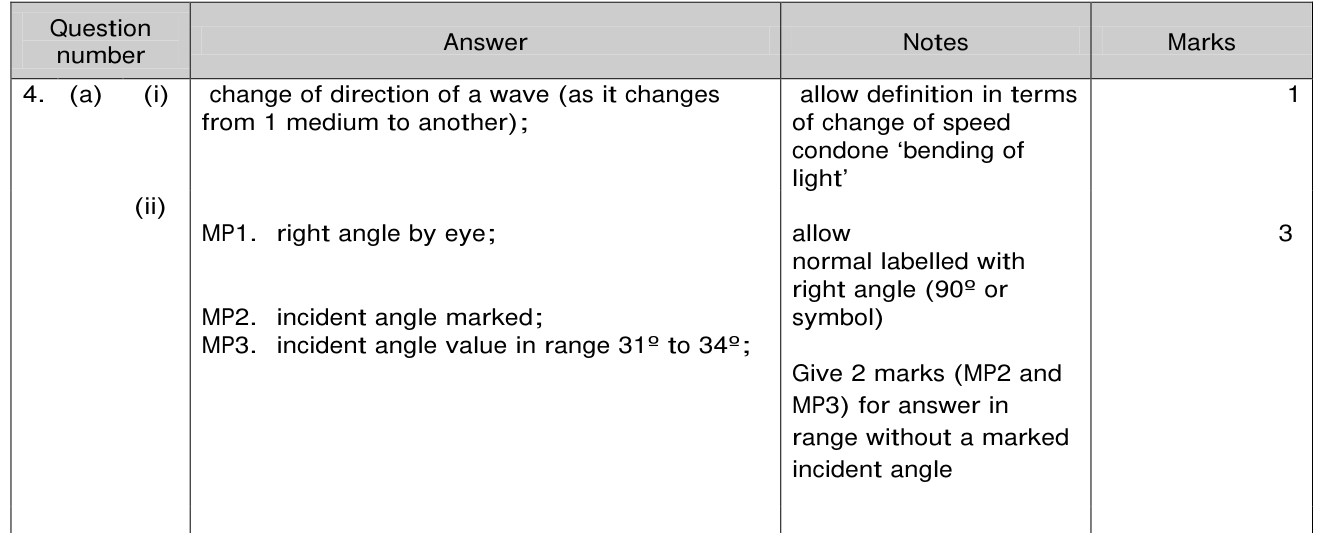 Question number
Answer
Notes
Marks
4. (a) (i)
change of direction of a wave (as it changes
from 1 medium to another);
allow definition in terms
of change of speed
condone ‘bending of
light’
1
(ii)
MP1. right angle by eye;
allow
normal labelled with
right angle (90º or
symbol)
3
MP2. incident angle marked;
MP3. incident angle value in range 31º to 34º;
Give 2 marks (MP2 and
MP3) for answer in
range without a marked
incident angle